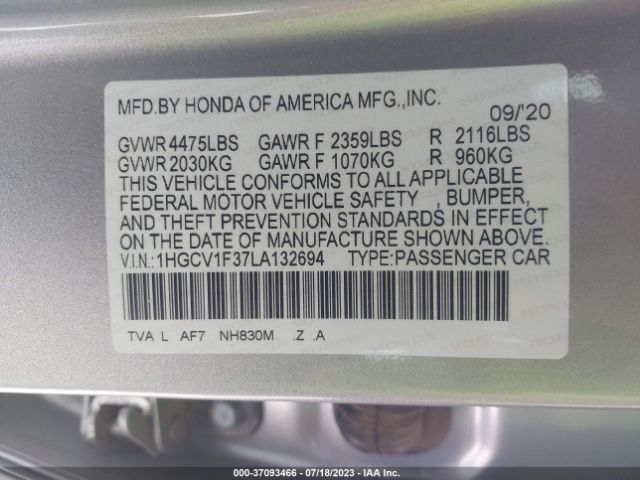 MFD.BY HONDA OF AMERICA MFG.,INC.
09/'20
GVWR 4475LBS GAWR F 2359LBS R 2116LBS
GVWR 2030KG GAWR F 1070KG R 960KG
THIS VEHICLE CONFORMS TO ALL APPLICABLE
FEDERAL MOTOR VEHICLE SAFETY , BUMPER,
AND THEFT PREVENTION STANDARDS IN EFFECT
ON THE DATE OF MANUFACTURE SHOWN ABOVE.
V.I.N.:1HGCV1F37LA132694 TYPE:PASSENGER CAR
TVA L AF7 NH830M .Z .A
000-37093466 - 07/18/2023 - IAA Inc.